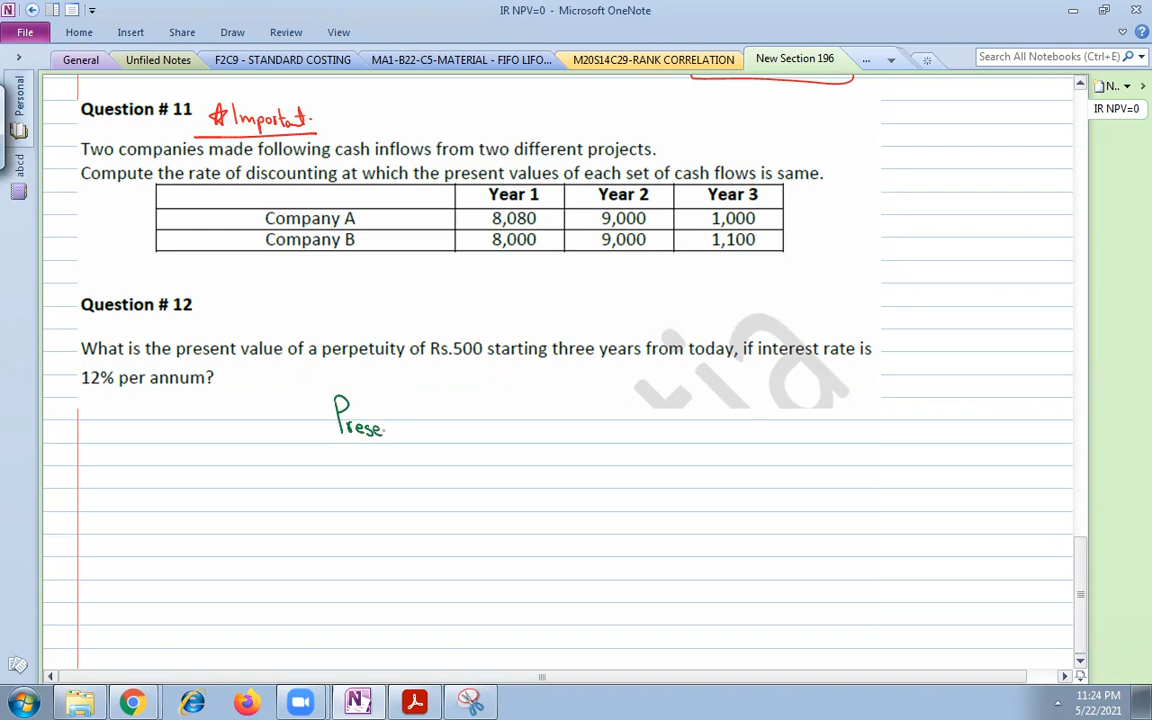 IR NPV=0 - Microsoft OneNote
File Home Insert Share Draw Review View
General Unfiled Notes F2C9 - STANDARD COSTING MA1-B22-C5-MATERIAL - FIFO LIFO... M20S14C29-RANK CORRELATION New Section 196 ... Search All Notebooks (Ctrl+E)
Personal
abcd
N..
IR NPV=0
Question # 11 Important.
Two companies made following cash inflows from two different projects.
Compute the rate of discounting at which the present values of each set of cash flows is same.
Year 1 Year 2 Year 3
Company A 8,080 9,000 1,000
Company B 8,000 9,000 1,100
Question # 12
What is the present value of a perpetuity of Rs.500 starting three years from today, if interest rate is
12% per annum?
Prese
11:24 PM
5/22/2021